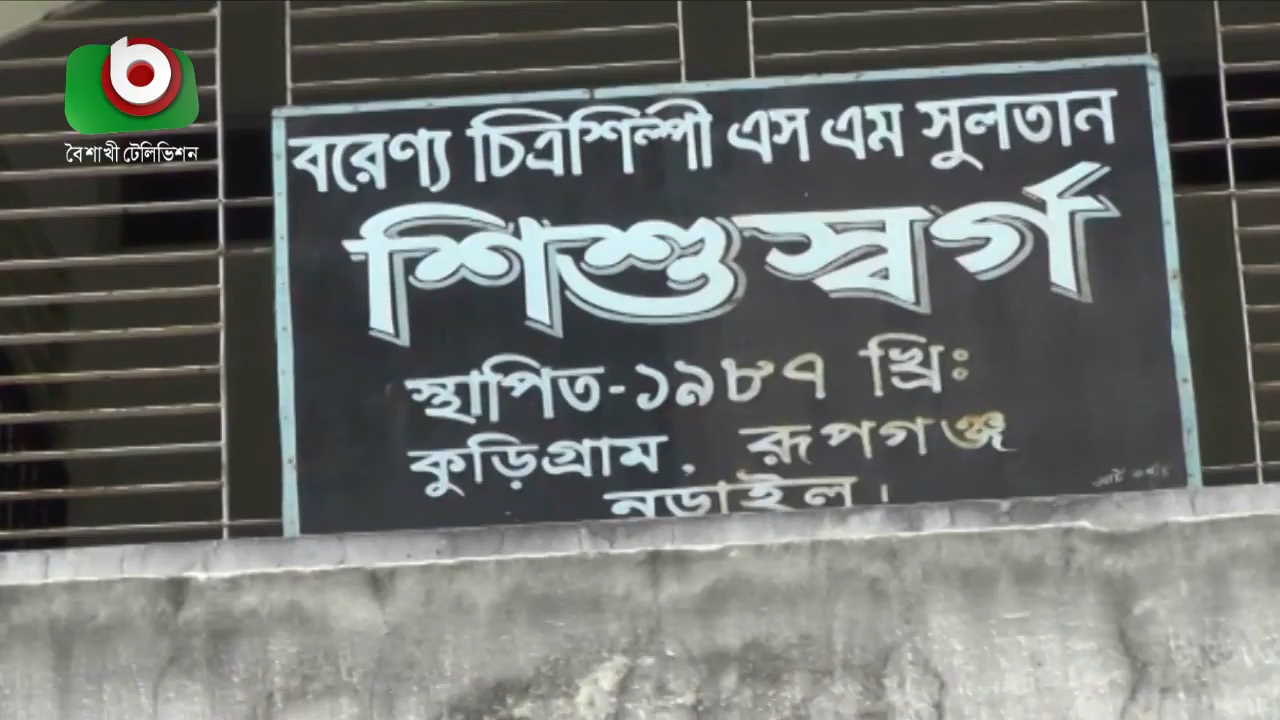 বৈশাখী টেলিভিশন
বরেণ্য চিত্রশিল্পী এস এম সুলতান
শিশুস্বর্গ
স্থাপিত-১৯৮৭ খ্রিঃ
কুড়িগ্রাম, রূপগঞ্জ
নড়াইল।